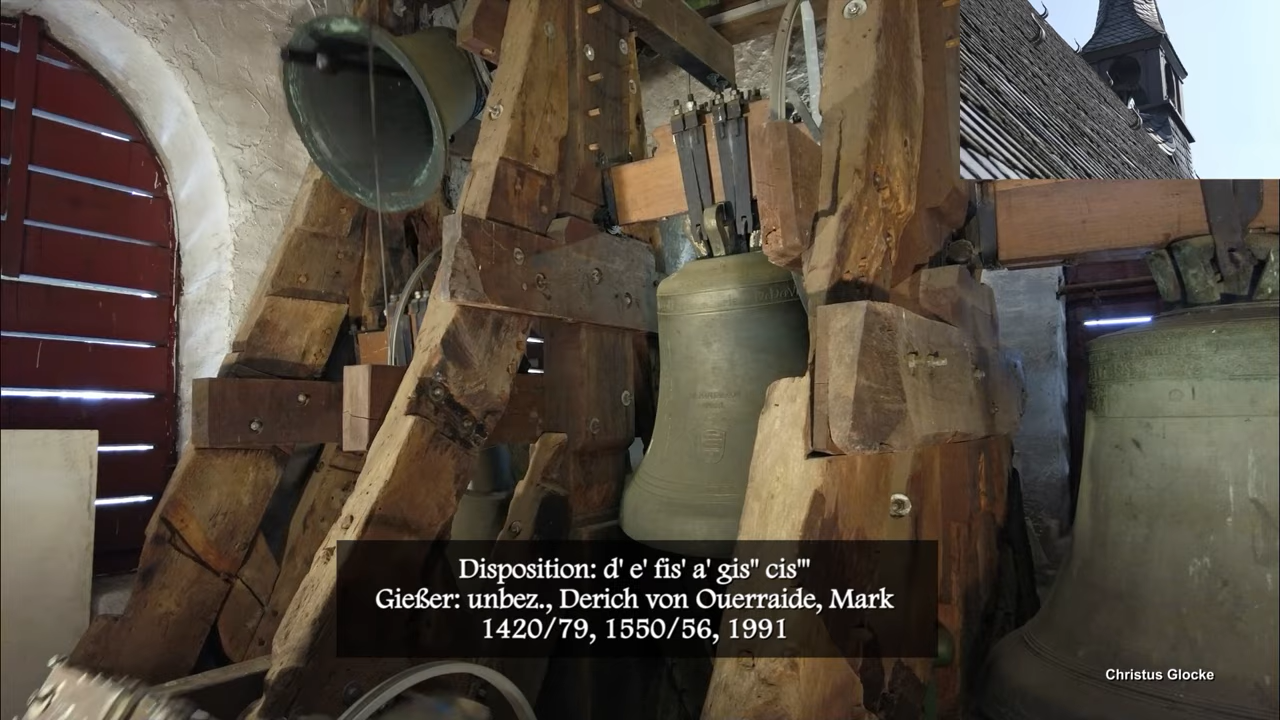 Disposition: d' e' fis' a' gis'' cis'''
Gießer: unbez., Derich von Ouerraide, Mark
1420/79, 1550/56, 1991
Christus Glocke